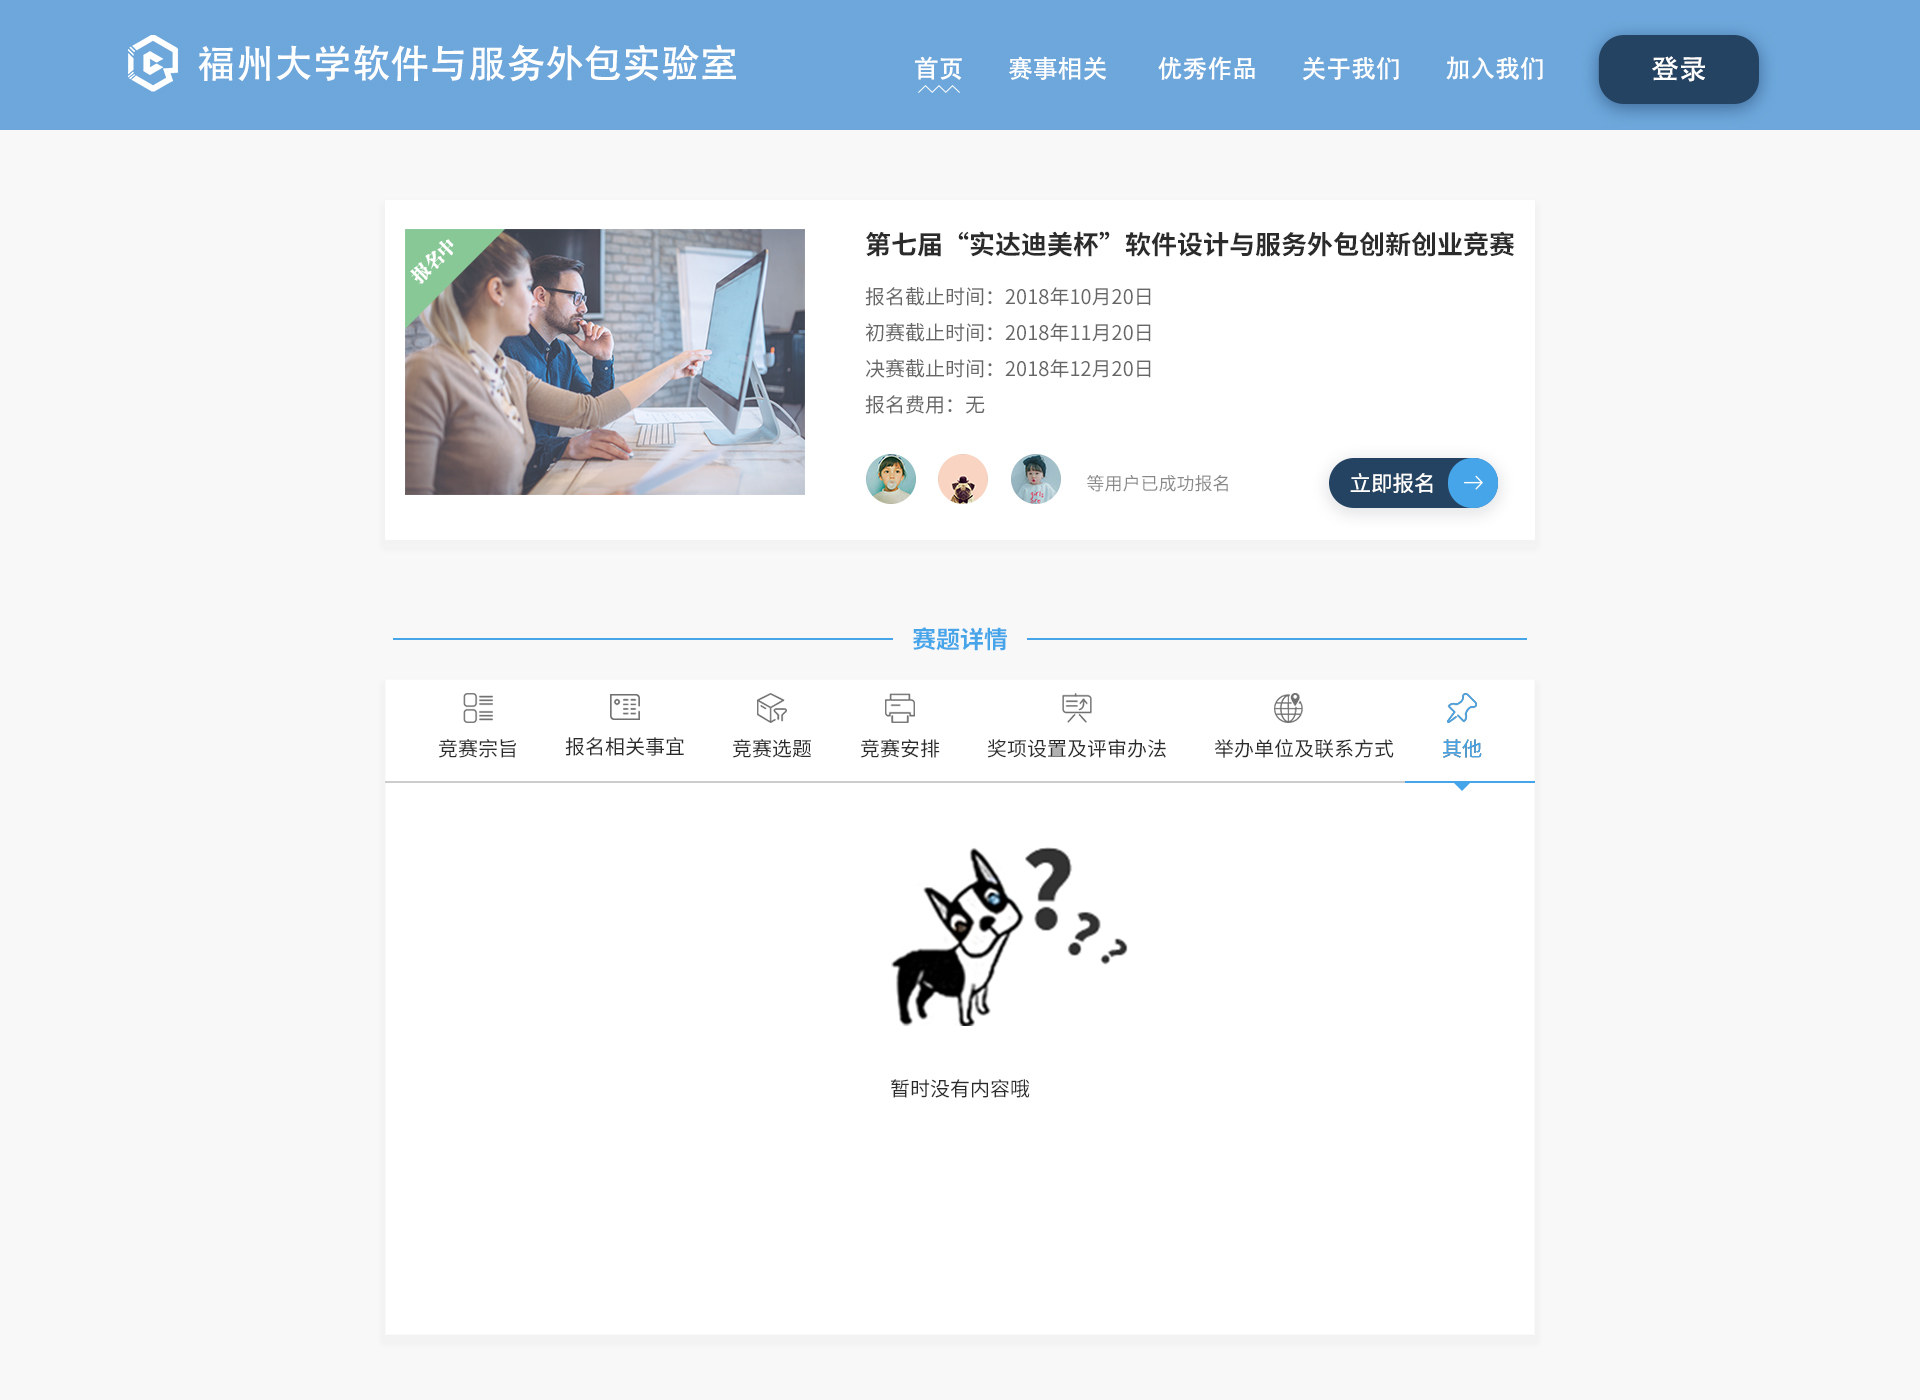 福州大学软件与服务外包实验室
首页
赛事相关
优秀作品
关于我们
加入我们
登录
报名中
第七届“实达迪美杯”软件设计与服务外包创新创业竞赛
报名截止时间：2018年10月20日
初赛截止时间：2018年11月20日
决赛截止时间：2018年12月20日
报名费用：无
等用户已成功报名
立即报名
赛题详情
竞赛宗旨
报名相关事宜
竞赛选题
竞赛安排
奖项设置及评审办法
举办单位及联系方式
其他
? ? ?
暂时没有内容哦